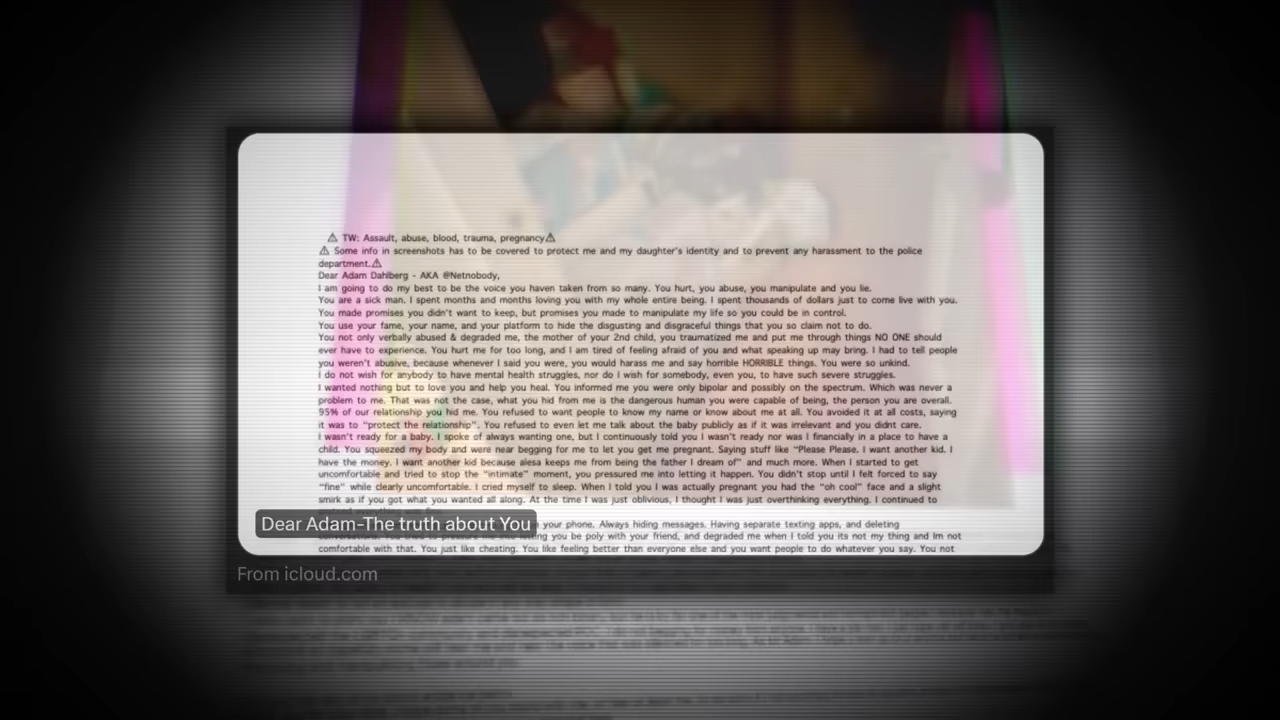 ⚠ TW: Assault, abuse, blood, trauma, pregnancy⚠
⚠ Some info in screenshots has to be covered to protect me and my daughter's identity and to prevent any harassment to the police
department.⚠
Dear Adam Dahlberg - AKA @Netnobody,
I am going to do my best to be the voice you haven taken from so many. You hurt, you abuse, you manipulate and you lie.
You are a sick man. I spent months and months loving you with my whole entire being. I spent thousands of dollars just to come live with you.
You made promises you didn't want to keep, but promises you made to manipulate my life so you could be in control.
You use your fame, your name, and your platform to hide the disgusting and disgraceful things that you so claim not to do.
You not only verbally abused & degraded me, the mother of your 2nd child, you traumatized me and put me through things NO ONE should
ever have to experience. You hurt me for too long, and I am tired of feeling afraid of you and what speaking up may bring. I had to tell people
you weren't abusive, because whenever I said you were, you would harass me and say horrible HORRIBLE things. You were so unkind.
I do not wish for anybody to have mental health struggles, nor do I wish for somebody, even you, to have such severe struggles.
I wanted nothing but to love you and help you heal. You informed me you were only bipolar and possibly on the spectrum. Which was never a
problem to me. That was not the case, what you hid from me is the dangerous human you were capable of being, the person you are overall.
95% of our relationship you hid me. You refused to want people to know my name or know about me at all. You avoided it at all costs, saying
it was to "protect the relationship". You refused to even let me talk about the baby publicly as if it was irrelevant and you didnt care.
I wasn't ready for a baby. I spoke of always wanting one, but I continuously told you I wasn't ready nor was I financially in a place to have a
child. You squeezed my body and were near begging for me to let you get me pregnant. Saying stuff like "Please Please. I want another kid. I
have the money. I want another kid because alesa keeps me from being the father I dream of" and much more. When I started to get
uncomfortable and tried to stop the "intimate" moment, you pressured me into letting it happen. You didn't stop until I felt forced to say
"fine" while clearly uncomfortable. I cried myself to sleep. When I told you I was actually pregnant you had the "oh cool" face and a slight
smirk as if you got what you wanted all along. At the time I was just oblivious, I thought I was just overthinking everything. I continued to
your phone. Always hiding messages. Having separate texting apps, and deleting
letting you be poly with your friend, and degraded me when I told you its not my thing and Im not
comfortable with that. You just like cheating. You like feeling better than everyone else and you want people to do whatever you say. You not
Dear Adam-The truth about You
From icloud.com